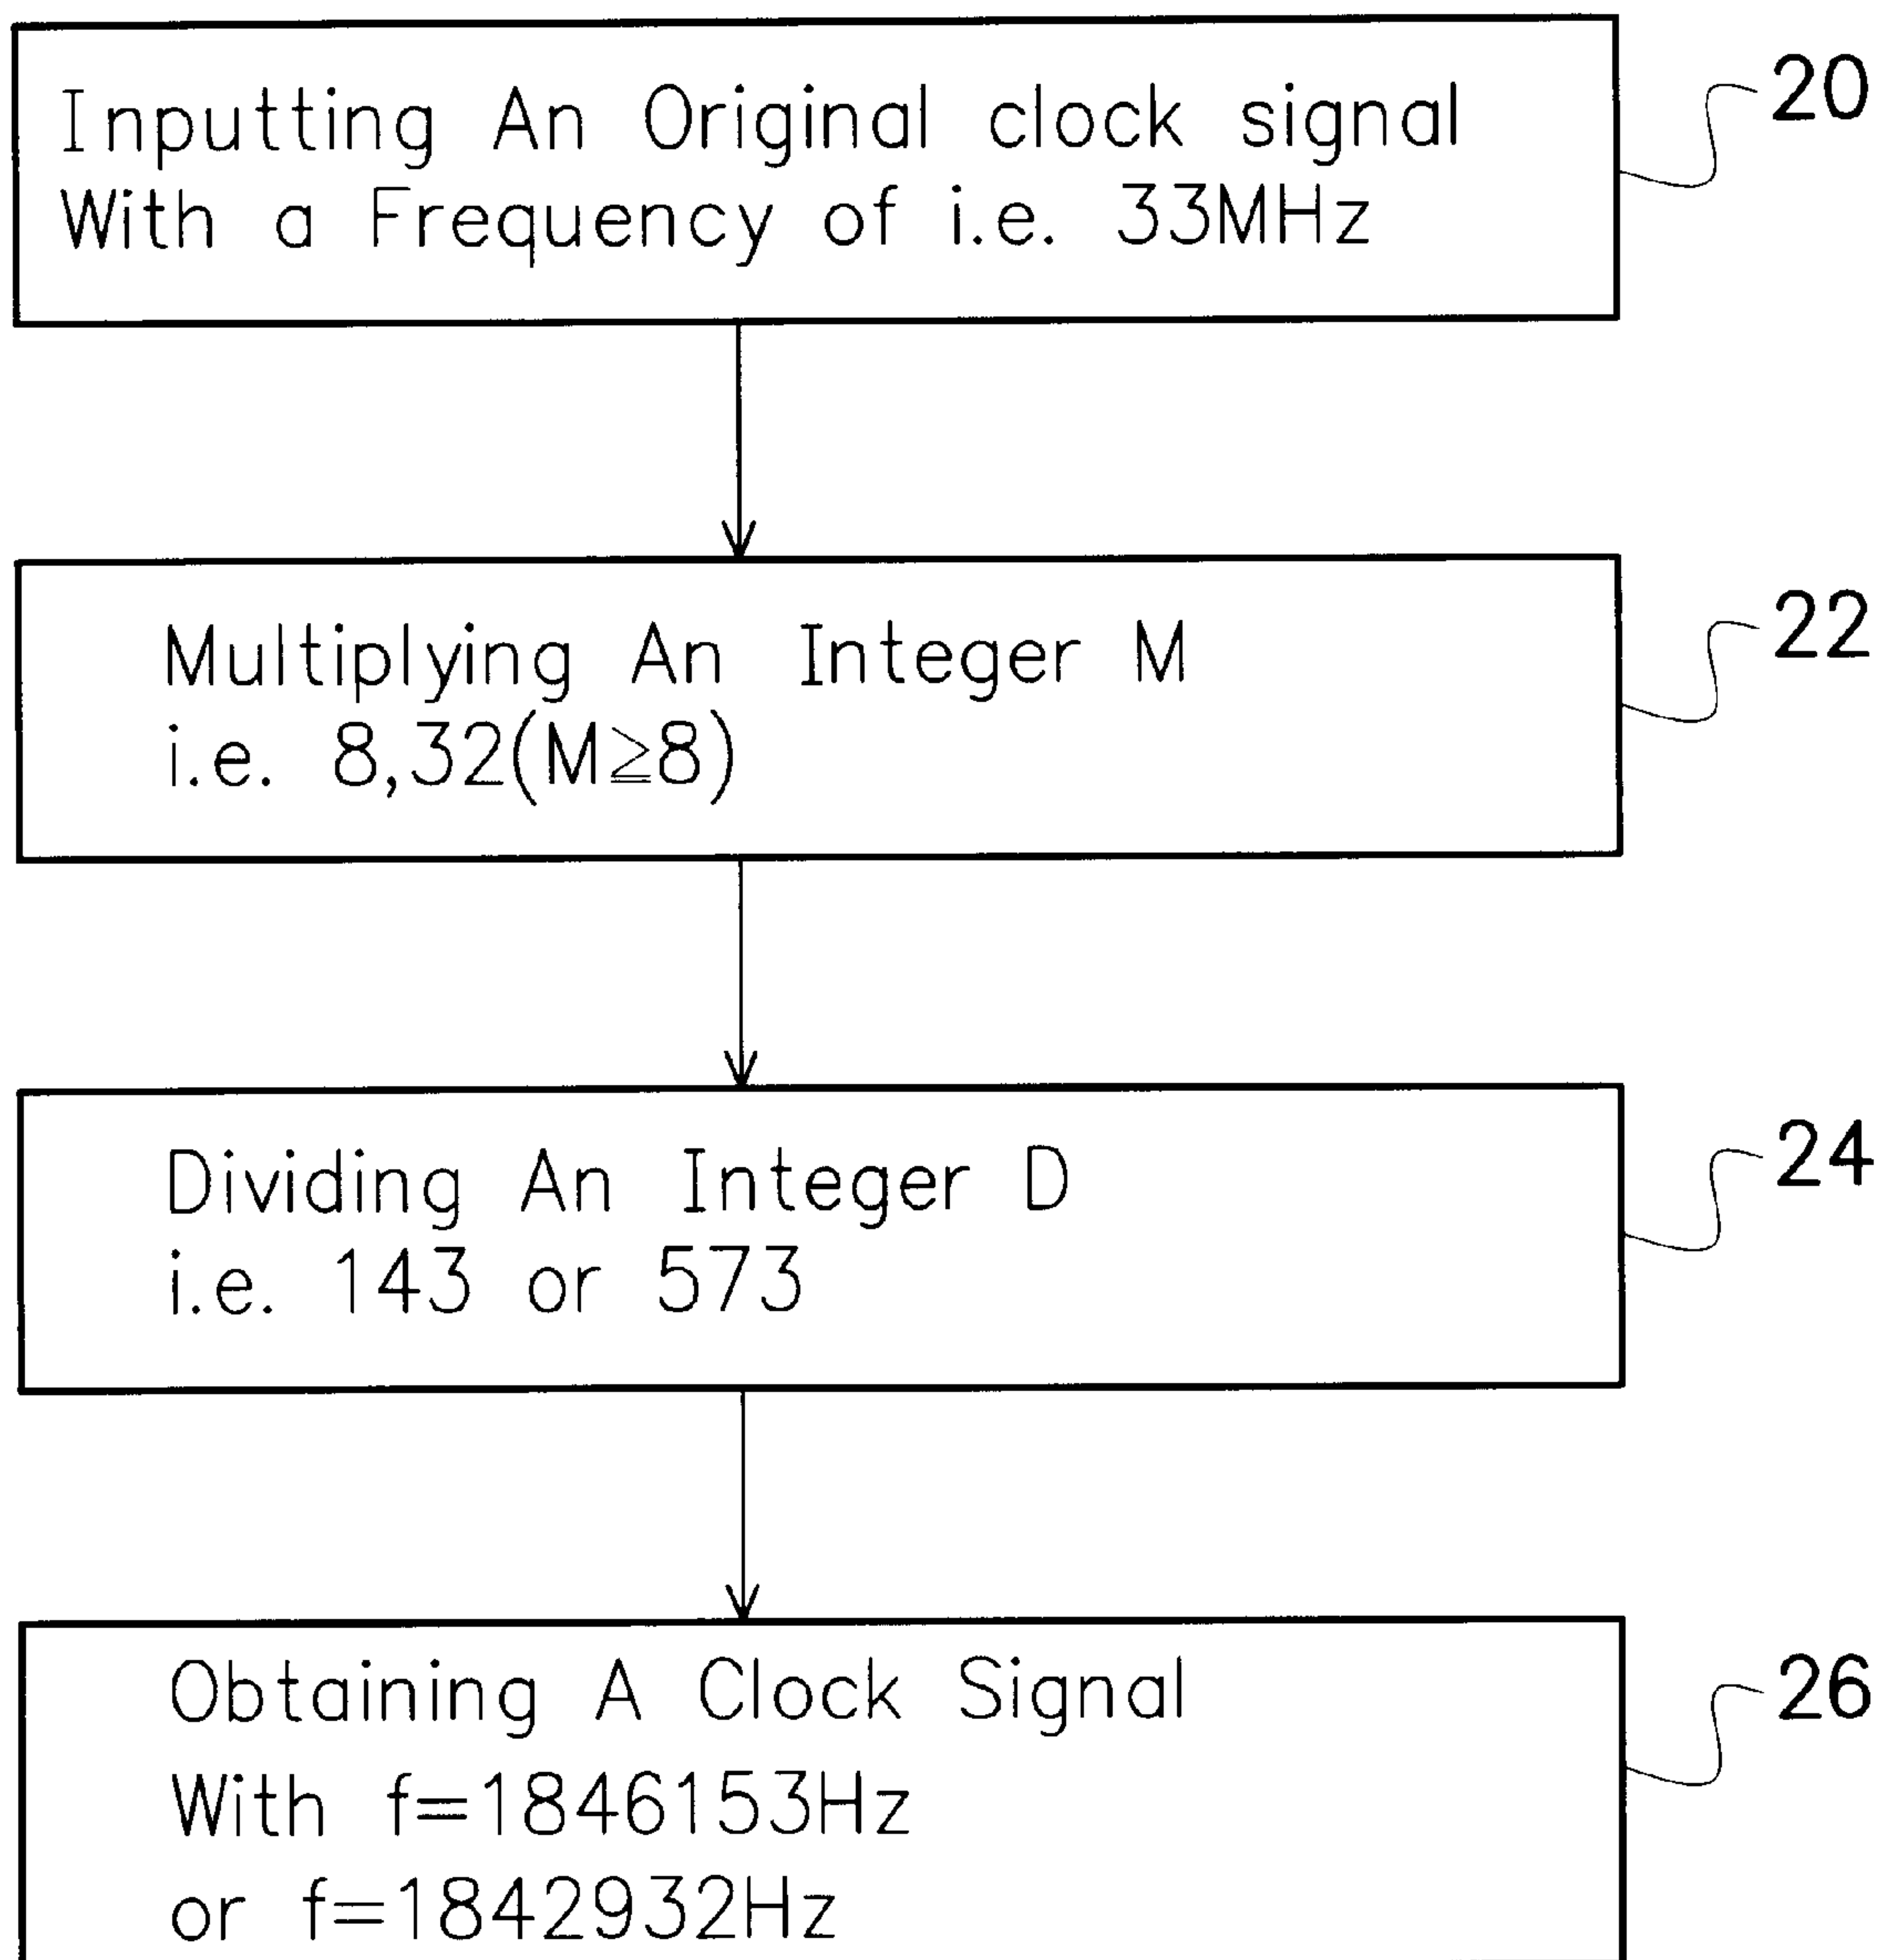 Inputting An Original clock signal
With a Frequency of i.e. 33MHz
20
Multiplying An Integer M
i.e. 8,32(M≧8)
22
Dividing An Integer D
i.e. 143 or 573
24
Obtaining A Clock Signal
With f=1846153Hz
or f=1842932Hz
26